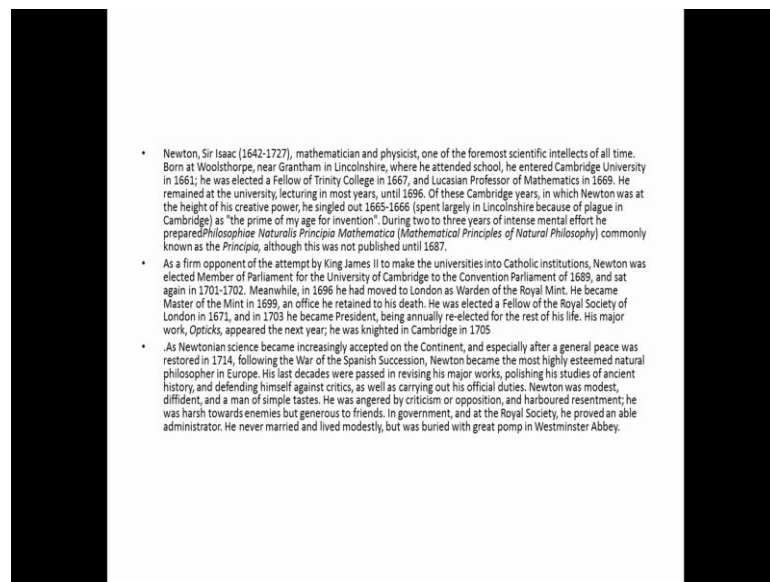 • Newton, Sir Isaac (1642-1727), mathematician and physicist, one of the foremost scientific intellects of all time.
Born at Woolsthorpe, near Grantham in Lincolnshire, where he attended school, he entered Cambridge University
in 1661; he was elected a Fellow of Trinity College in 1667, and Lucasian Professor of Mathematics in 1669. He
remained at the university, lecturing in most years, until 1696. Of these Cambridge years, in which Newton was at
the height of his creative power, he singled out 1665-1666 (spent largely in Lincolnshire because of plague in
Cambridge) as "the prime of my age for invention". During two to three years of intense mental effort he
preparedPhilosophiae Naturalis Principia Mathematica (Mathematical Principles of Natural Philosophy) commonly
known as the Principia, although this was not published until 1687.
• As a firm opponent of the attempt by King James II to make the universities into Catholic institutions, Newton was
elected Member of Parliament for the University of Cambridge to the Convention Parliament of 1689, and sat
again in 1701-1702. Meanwhile, in 1696 he had moved to London as Warden of the Royal Mint. He became
Master of the Mint in 1699, an office he retained to his death. He was elected a Fellow of the Royal Society of
London in 1671, and in 1703 he became President, being annually re-elected for the rest of his life. His major
work, Opticks, appeared the next year; he was knighted in Cambridge in 1705
• .As Newtonian science became increasingly accepted on the Continent, and especially after a general peace was
restored in 1714, following the War of the Spanish Succession, Newton became the most highly esteemed natural
philosopher in Europe. His last decades were passed in revising his major works, polishing his studies of ancient
history, and defending himself against critics, as well as carrying out his official duties. Newton was modest,
diffident, and a man of simple tastes. He was angered by criticism or opposition, and harboured resentment; he
was harsh towards enemies but generous to friends. In government, and at the Royal Society, he proved an able
administrator. He never married and lived modestly, but was buried with great pomp in Westminster Abbey.